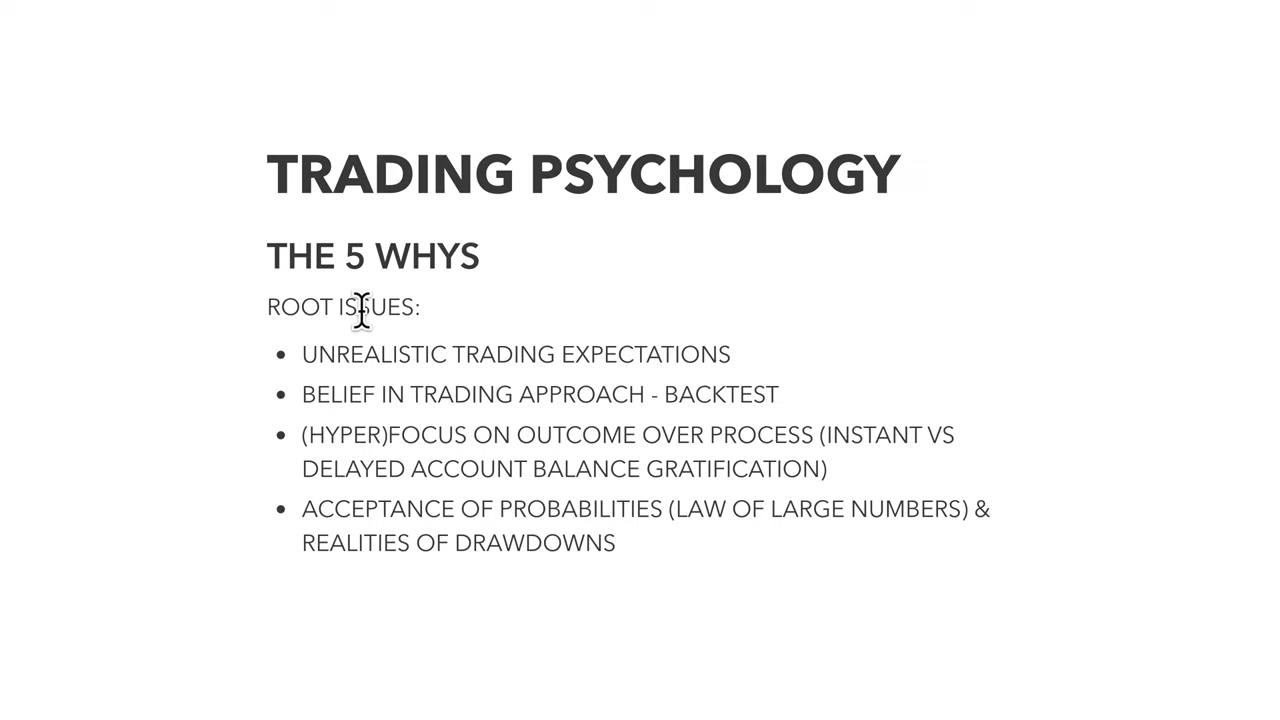 TRADING PSYCHOLOGY
THE 5 WHYS
ROOT ISSUES:
• UNREALISTIC TRADING EXPECTATIONS
• BELIEF IN TRADING APPROACH - BACKTEST
• (HYPER)FOCUS ON OUTCOME OVER PROCESS (INSTANT VS
DELAYED ACCOUNT BALANCE GRATIFICATION)
• ACCEPTANCE OF PROBABILITIES (LAW OF LARGE NUMBERS) &
REALITIES OF DRAWDOWNS